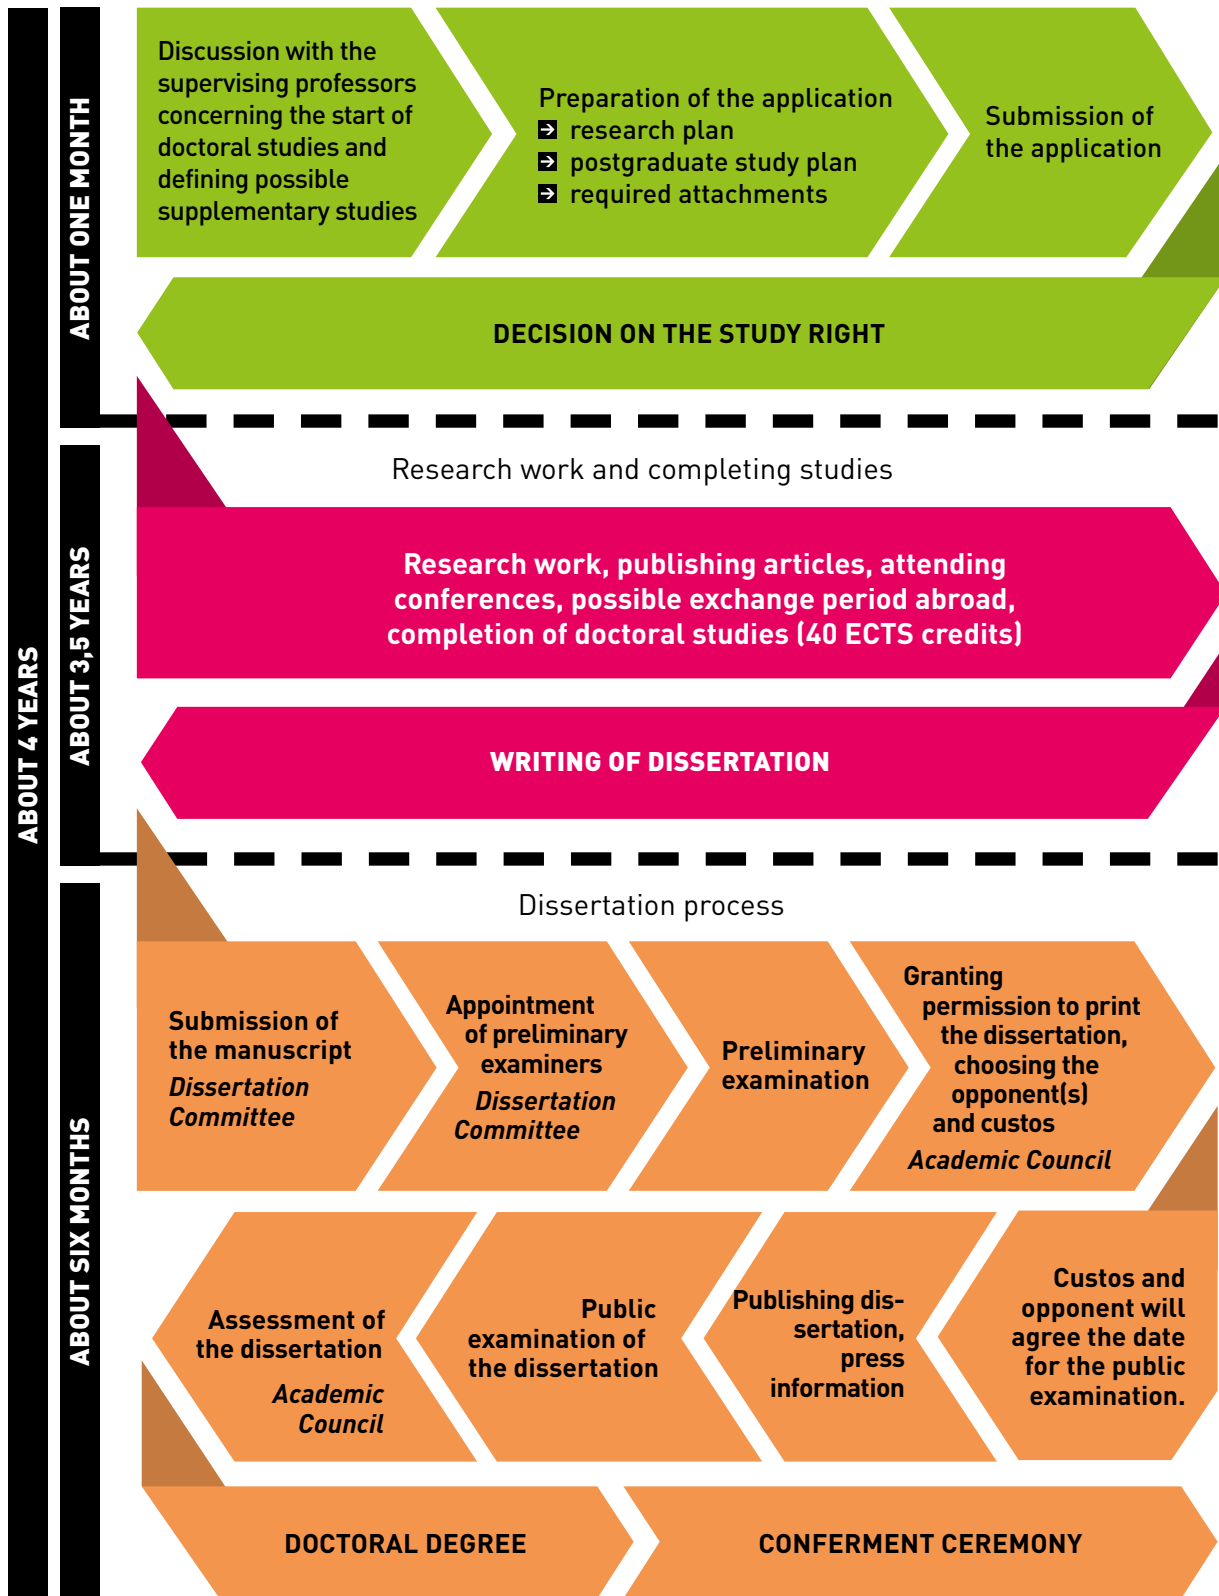 ABOUT 4 YEARS
ABOUT ONE MONTH
Discussion with the
supervising professors
concerning the start of
doctoral studies and
defining possible
supplementary studies
Preparation of the application
→ research plan
→ postgraduate study plan
→ required attachments
Submission of
the application
DECISION ON THE STUDY RIGHT
ABOUT 3,5 YEARS
Research work and completing studies
Research work, publishing articles, attending
conferences, possible exchange period abroad,
completion of doctoral studies (40 ECTS credits)
WRITING OF DISSERTATION
ABOUT SIX MONTHS
Dissertation process
Submission of
the manuscript
Dissertation
Committee
Appointment
of preliminary
examiners
Dissertation
Committee
Preliminary
examination
Granting
permission to print
the dissertation,
choosing the
opponent(s)
and custos
Academic Council
Custos and
opponent will
agree the date
for the public
examination.
Publishing dis-
sertation,
press
information
Public
examination of
the dissertation
Assessment of
the dissertation
Academic
Council
DOCTORAL DEGREE
CONFERMENT CEREMONY